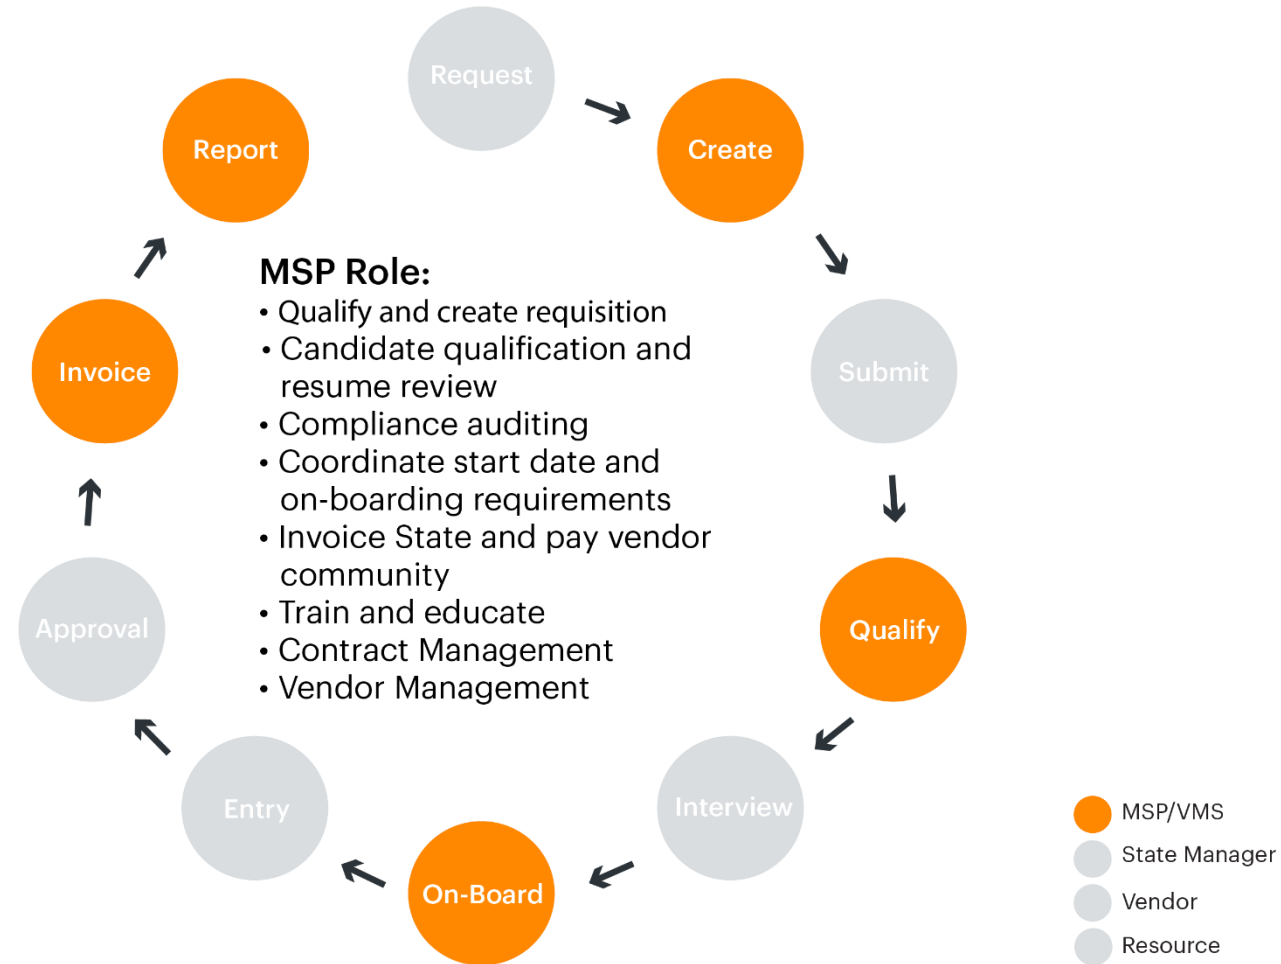 Request
Create
Submit
Qualify
Interview
On-Board
Entry
Approval
Invoice
Report
MSP Role:
• Qualify and create requisition
• Candidate qualification and
resume review
• Compliance auditing
• Coordinate start date and
on-boarding requirements
• Invoice State and pay vendor
community
• Train and educate
• Contract Management
• Vendor Management
MSP/VMS
State Manager
Vendor
Resource